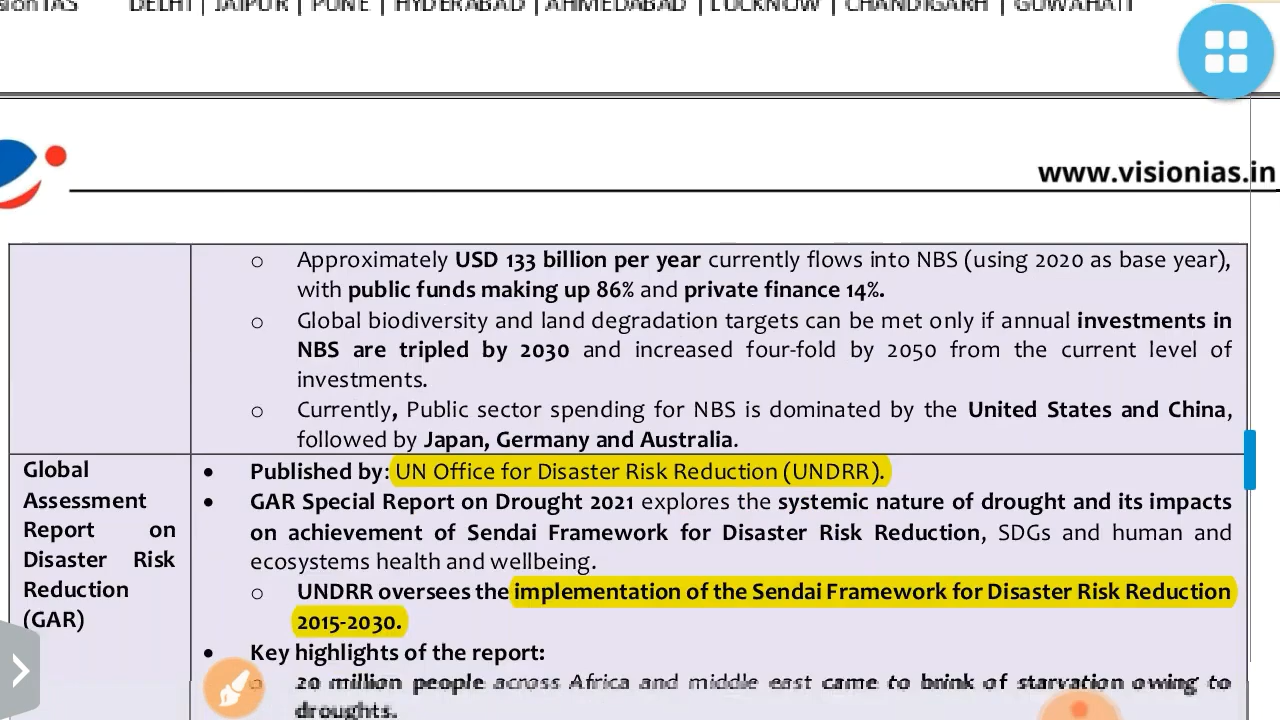 DELHI | JAIPUR | PUNE | HYDERABAD | AHMEDABAD | LUCKNOW | CHANDIGARH | GUWAHATI
www.visionias.in
o Approximately USD 133 billion per year currently flows into NBS (using 2020 as base year),
with public funds making up 86% and private finance 14%.
o Global biodiversity and land degradation targets can be met only if annual investments in
NBS are tripled by 2030 and increased four-fold by 2050 from the current level of
investments.
o Currently, Public sector spending for NBS is dominated by the United States and China,
followed by Japan, Germany and Australia.
Global
Assessment
Report on
Disaster Risk
Reduction
(GAR)
• Published by: UN Office for Disaster Risk Reduction (UNDRR).
• GAR Special Report on Drought 2021 explores the systemic nature of drought and its impacts
on achievement of Sendai Framework for Disaster Risk Reduction, SDGs and human and
ecosystems health and wellbeing.
o UNDRR oversees the implementation of the Sendai Framework for Disaster Risk Reduction
2015-2030.
• Key highlights of the report:
o 20 million people across Africa and middle east came to brink of starvation owing to
droughts.